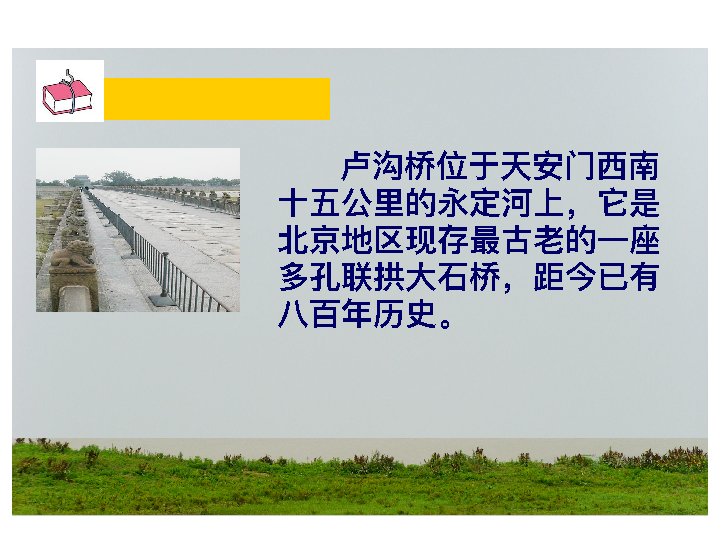 卢沟桥位于天安门西南
十五公里的永定河上，它是
北京地区现存最古老的一座
多孔联拱大石桥，距今已有
八百年历史。